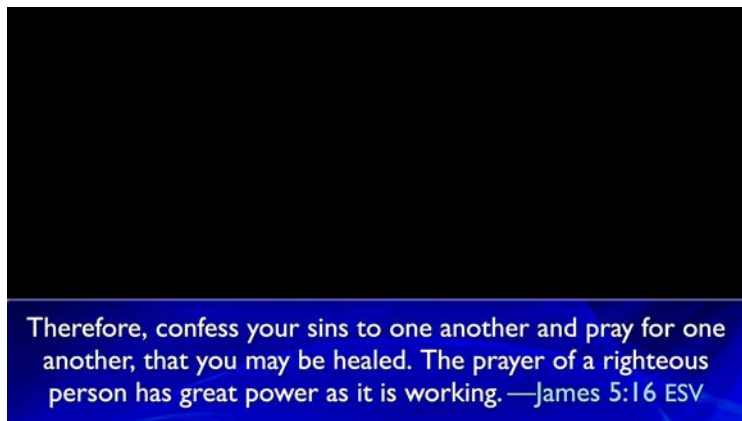 Therefore, confess your sins to one another and pray for one
another, that you may be healed. The prayer of a righteous
person has great power as it is working. —James 5:16 ESV